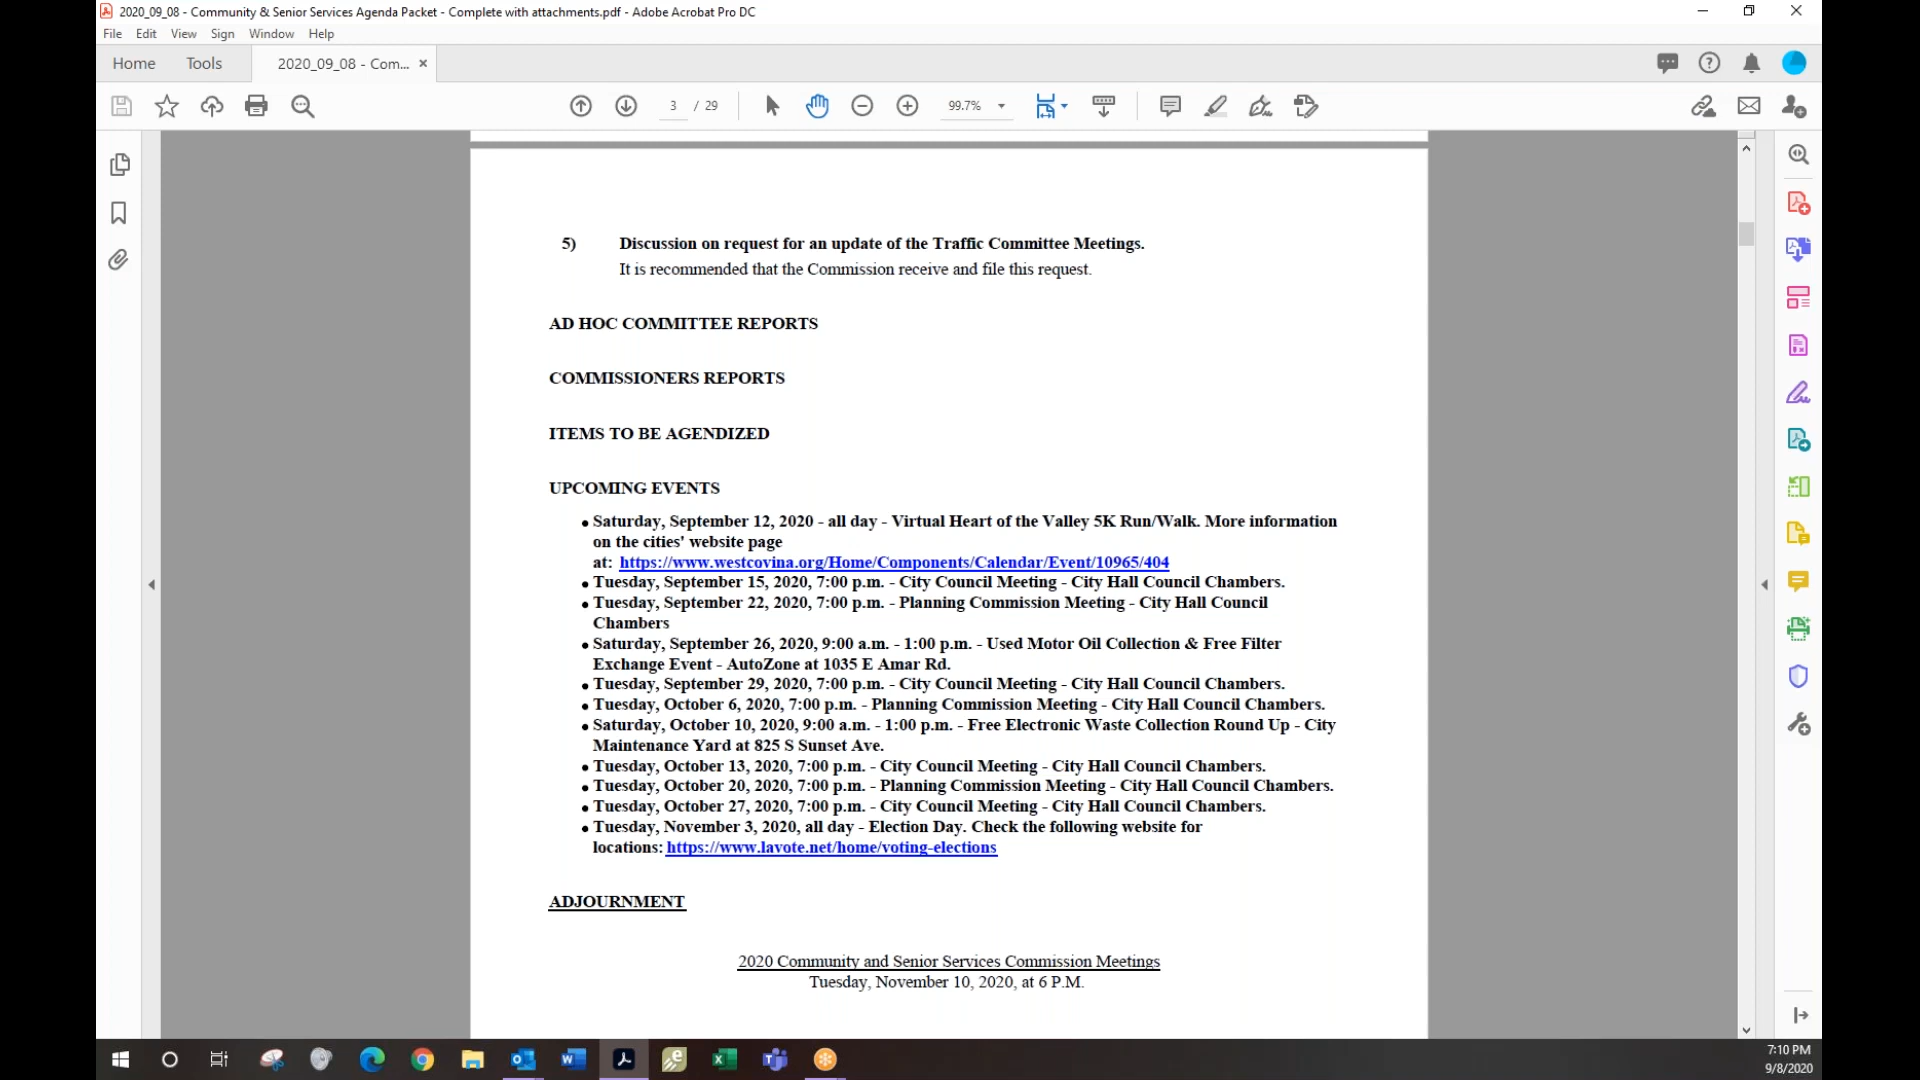 2020_09_08 - Community & Senior Services Agenda Packet - Complete with attachments.pdf - Adobe Acrobat Pro DC
File Edit View Sign Window Help
Home Tools 2020_09_08 - Com... ×
3 / 29 99.7%
5) Discussion on request for an update of the Traffic Committee Meetings.
It is recommended that the Commission receive and file this request.
AD HOC COMMITTEE REPORTS
COMMISSIONERS REPORTS
ITEMS TO BE AGENDIZED
UPCOMING EVENTS
• Saturday, September 12, 2020 - all day - Virtual Heart of the Valley 5K Run/Walk. More information
on the cities' website page
at: https://www.westcovina.org/Home/Components/Calendar/Event/10965/404
• Tuesday, September 15, 2020, 7:00 p.m. - City Council Meeting - City Hall Council Chambers.
• Tuesday, September 22, 2020, 7:00 p.m. - Planning Commission Meeting - City Hall Council
Chambers
• Saturday, September 26, 2020, 9:00 a.m. - 1:00 p.m. - Used Motor Oil Collection & Free Filter
Exchange Event - AutoZone at 1035 E Amar Rd.
• Tuesday, September 29, 2020, 7:00 p.m. - City Council Meeting - City Hall Council Chambers.
• Tuesday, October 6, 2020, 7:00 p.m. - Planning Commission Meeting - City Hall Council Chambers.
• Saturday, October 10, 2020, 9:00 a.m. - 1:00 p.m. - Free Electronic Waste Collection Round Up - City
Maintenance Yard at 825 S Sunset Ave.
• Tuesday, October 13, 2020, 7:00 p.m. - City Council Meeting - City Hall Council Chambers.
• Tuesday, October 20, 2020, 7:00 p.m. - Planning Commission Meeting - City Hall Council Chambers.
• Tuesday, October 27, 2020, 7:00 p.m. - City Council Meeting - City Hall Council Chambers.
• Tuesday, November 3, 2020, all day - Election Day. Check the following website for
locations: https://www.lavote.net/home/voting-elections
ADJOURNMENT
2020 Community and Senior Services Commission Meetings
Tuesday, November 10, 2020, at 6 P.M.
7:10 PM
9/8/2020